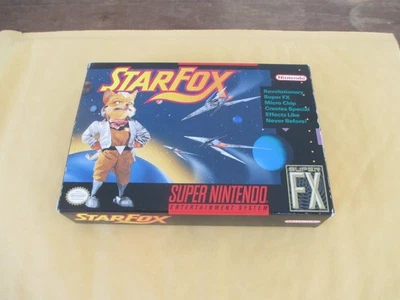 STARFOX
Nintendo
Revolutionary
Super FX
Micro Chip
Creates Special
Effects Like
Never Before!
SUPER NINTENDO
ENTERTAINMENT SYSTEM
SUPER
FX
STARFOX